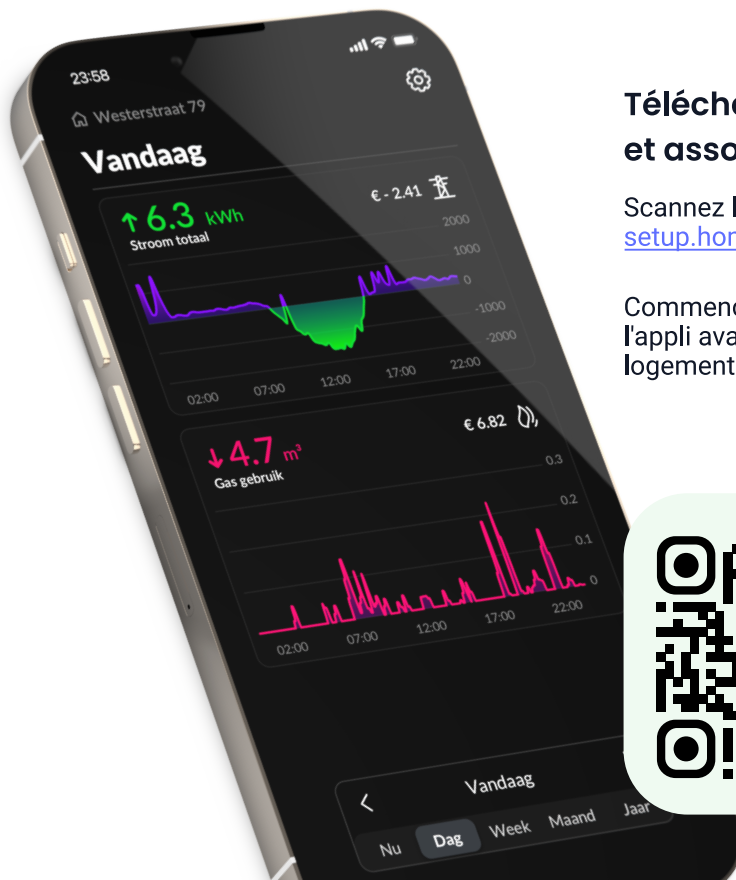 23:58
Westerstraat 79
Vandaag
↑ 6.3 kWh
€ - 2.41
Stroom totaal
2000
1000
0
-1000
-2000
02:00 07:00 12:00 17:00 22:00
↓ 4.7 m³
€ 6.82
Gas gebruik
0.3
0.2
0.1
0
02:00 07:00 12:00 17:00 22:00
Vandaag
Nu Dag Week Maand Jaar
Téléch
et asso
Scannez
setup.ho
Commen
l'appli ava
logement